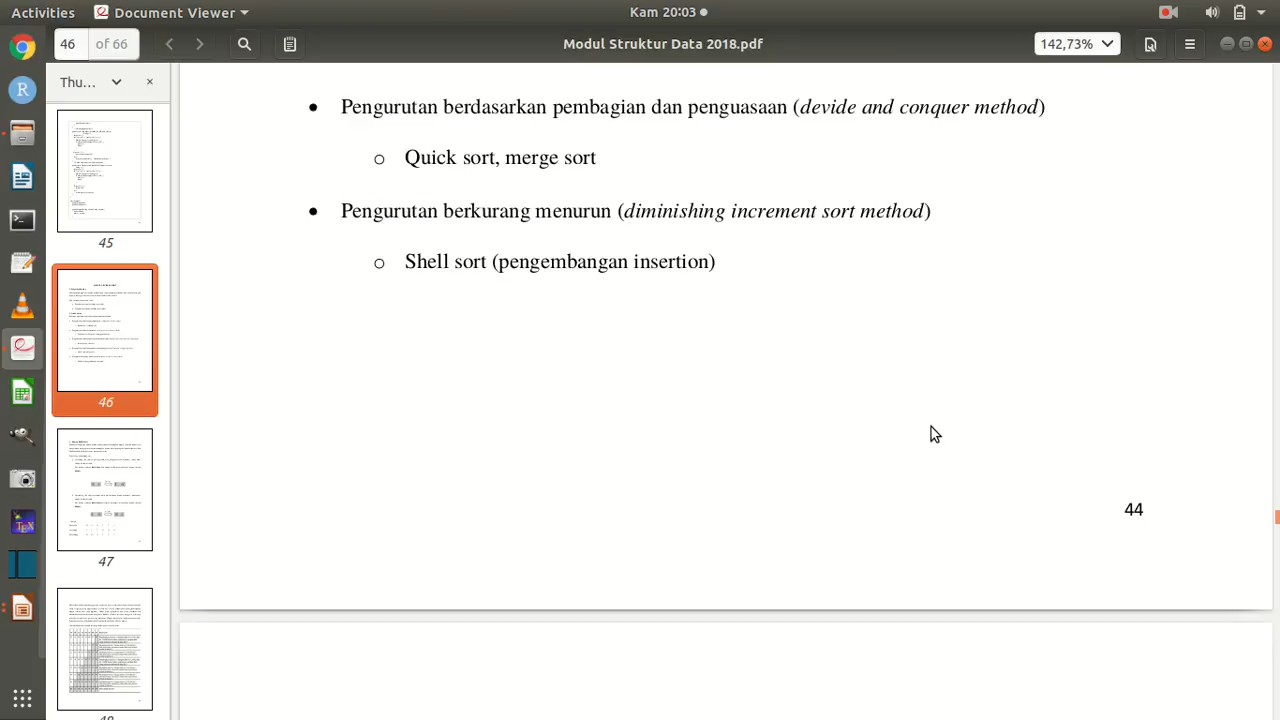 Activities Document Viewer Kam 20:03
46 of 66 Modul Struktur Data 2018.pdf 142,73%
Thu...
45
46
47
• Pengurutan berdasarkan pembagian dan penguasaan (devide and conquer method)
o Quick sort, merge sort
• Pengurutan berkurang menurun (diminishing increment sort method)
o Shell sort (pengembangan insertion)
44